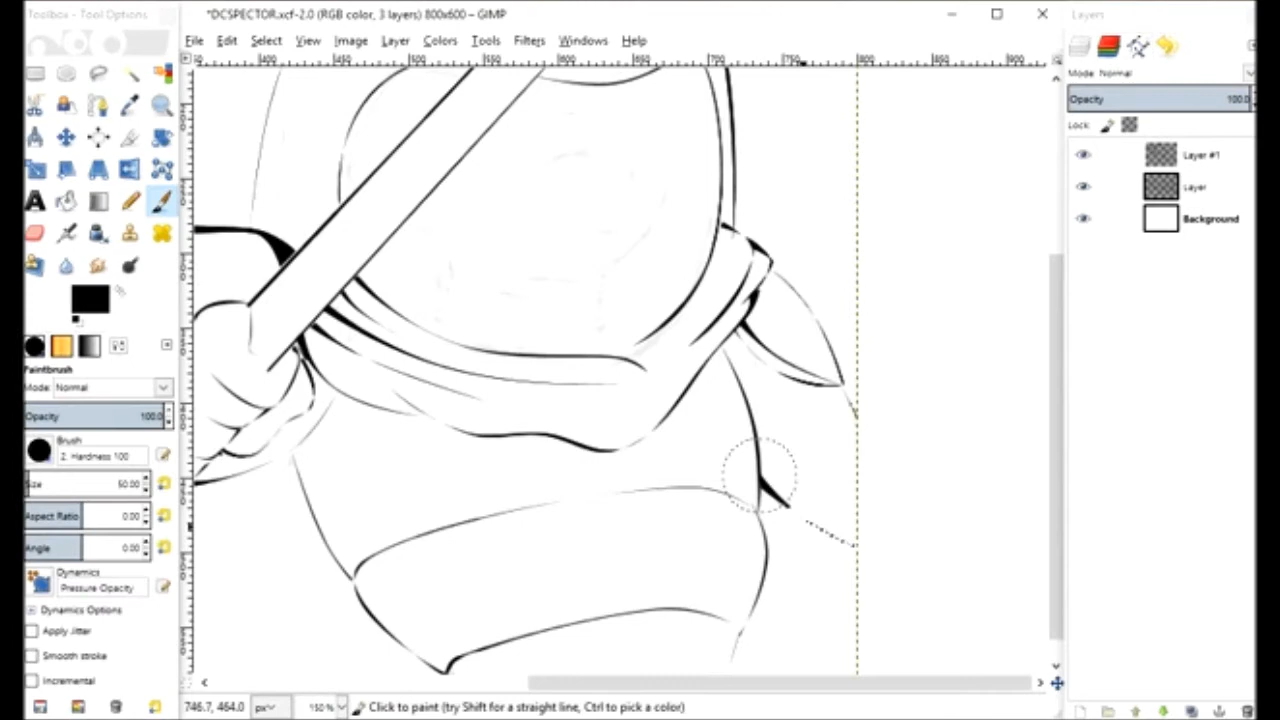 Toolbox - Tool Options
*DCSPECTOR.xcf-2.0 (RGB color, 3 layers) 800x600 – GIMP
Layers
File Edit Select View Image Layer Colors Tools Filters Windows Help
Mode: Normal
Opacity 100.0
Lock:
Layer #1
Layer
Background
Paintbrush
Mode: Normal
Opacity 100.0
Brush
2. Hardness 100
Size 50.00
Aspect Ratio 0.00
Angle 0.00
Dynamics
Pressure Opacity
Dynamics Options
Apply Jitter
Smooth stroke
Incremental
746.7, 464.0 px 150 % Click to paint (try Shift for a straight line, Ctrl to pick a color)